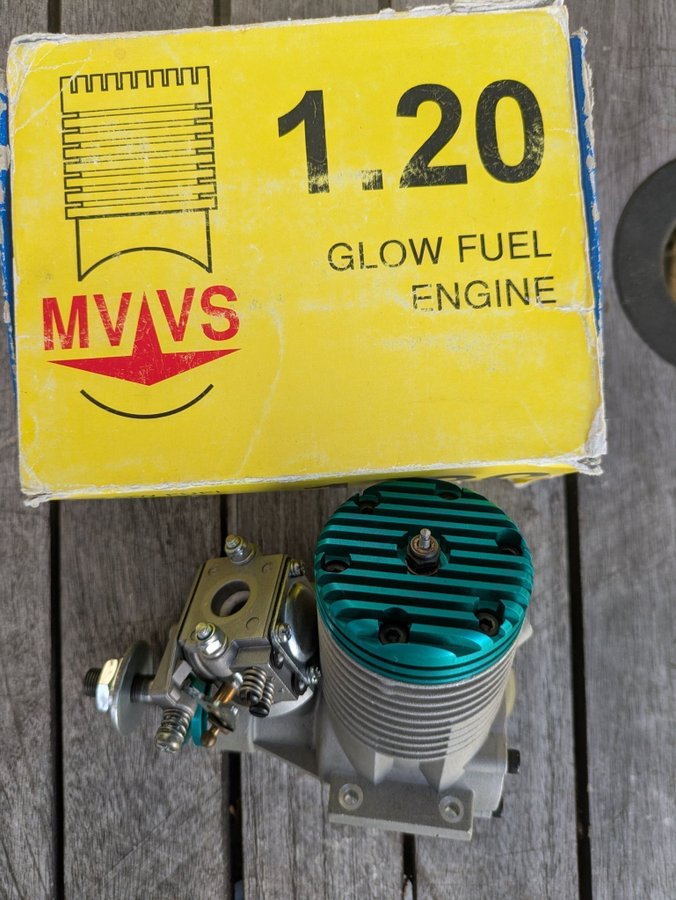 1.20
GLOW FUEL
ENGINE
MVVS